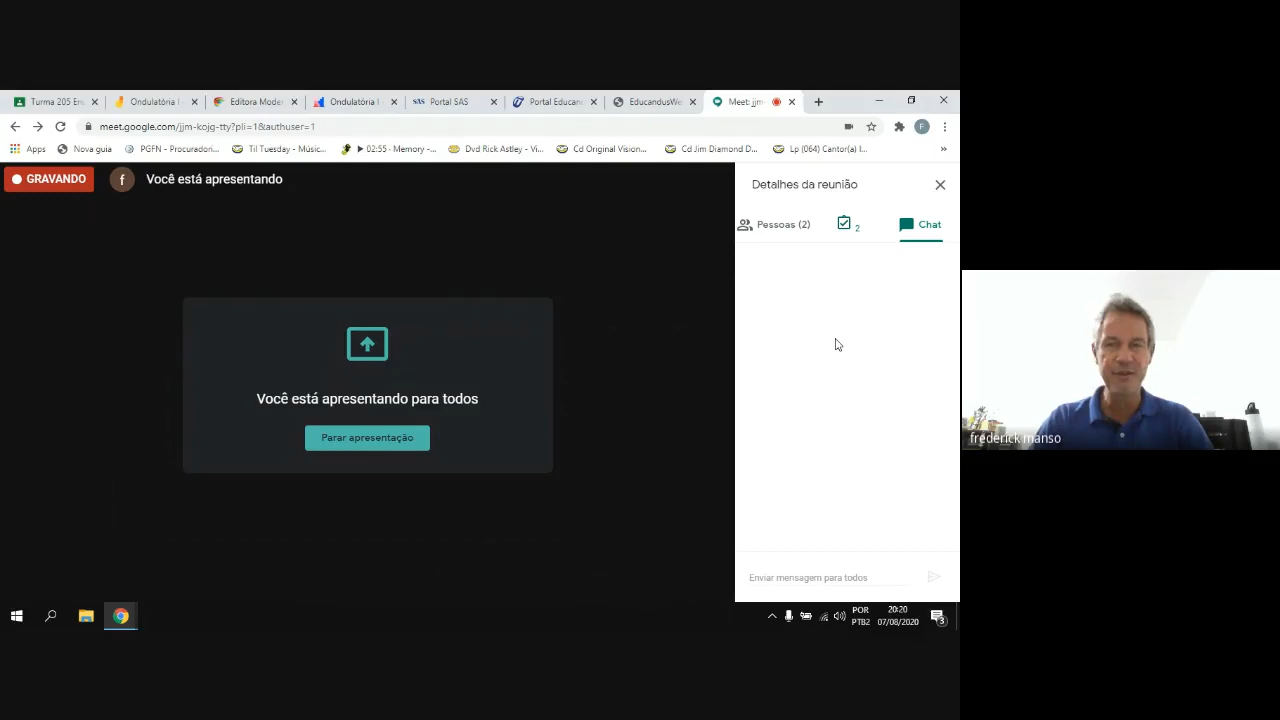 Turma 205 En
Ondulatória
Editora Moder
Ondulatória
SAS Portal SAS
Portal Educan
EducandusWe
Meet: jjm-
meet.google.com/jjm-kojg-tty?pli=1&authuser=1
F
Apps
Nova guia
PGFN - Procuradori...
Til Tuesday - Músic...
02:55 - Memory -...
Dvd Rick Astley - Vi...
Cd Original Vision...
Cd Jim Diamond D...
Lp (064) Cantor(a) I...
»
GRAVANDO
f
Você está apresentando
Detalhes da reunião
Pessoas (2)
2
Chat
Você está apresentando para todos
Parar apresentação
frederick manso
Enviar mensagem para todos
POR
PTB2
20:20
07/08/2020
3